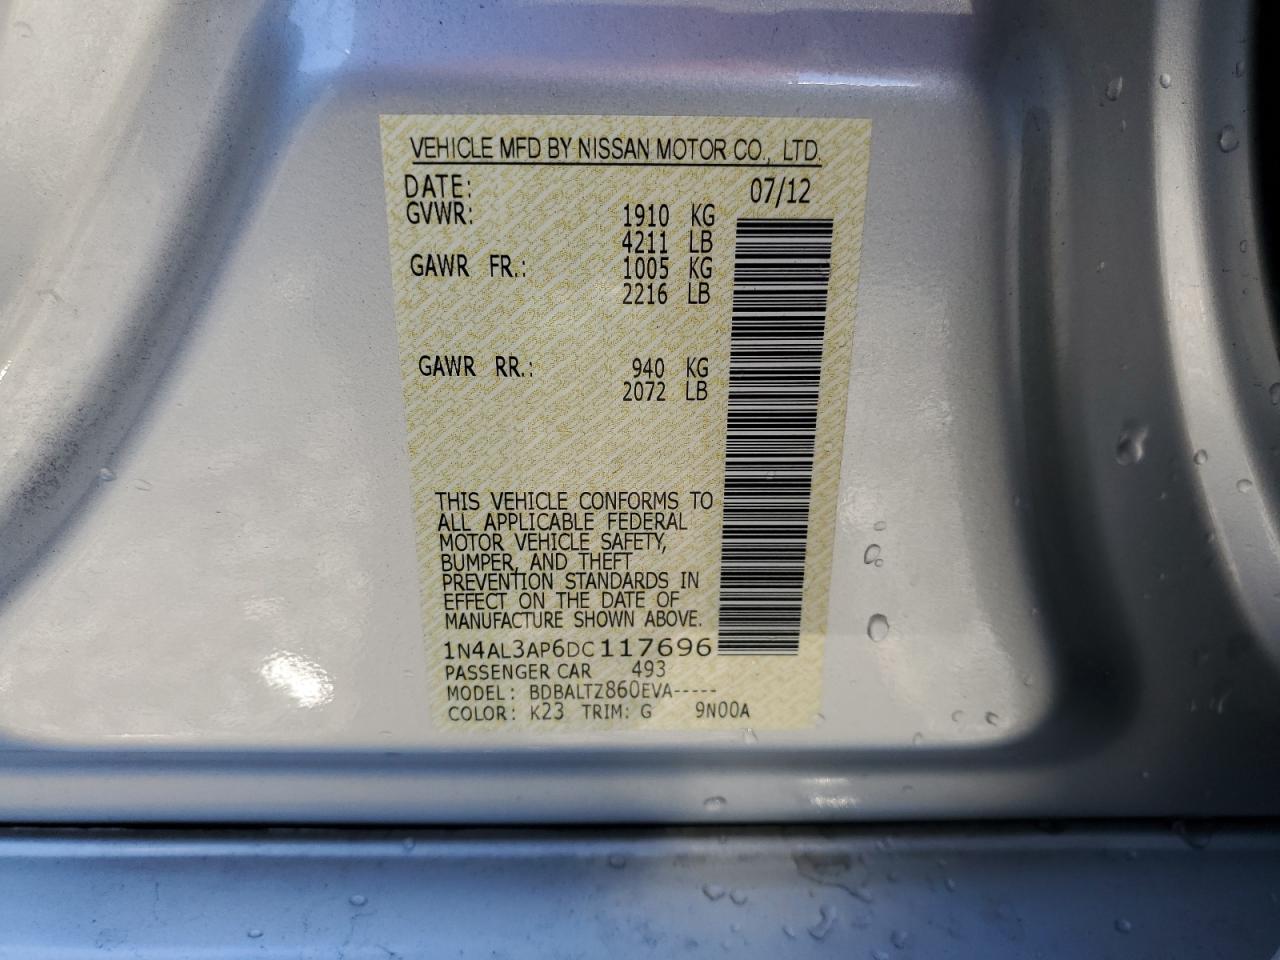 VEHICLE MFD BY NISSAN MOTOR CO., LTD.
DATE: 07/12
GVWR: 1910 KG
4211 LB
GAWR FR.: 1005 KG
2216 LB
GAWR RR.: 940 KG
2072 LB
THIS VEHICLE CONFORMS TO
ALL APPLICABLE FEDERAL
MOTOR VEHICLE SAFETY,
BUMPER, AND THEFT
PREVENTION STANDARDS IN
EFFECT ON THE DATE OF
MANUFACTURE SHOWN ABOVE.
1N4AL3AP6DC117696
PASSENGER CAR 493
MODEL: BDBALTZ860EVA-----
COLOR: K23 TRIM: G 9N00A